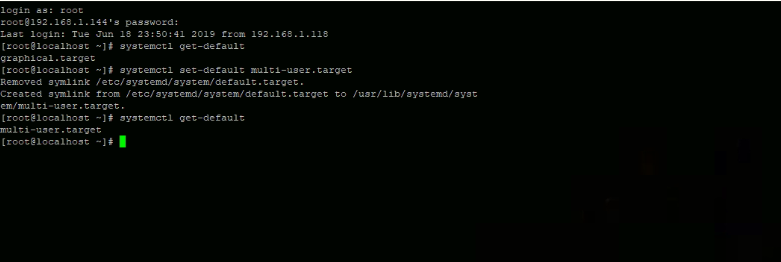 login as: root
root@192.168.1.144's password:
Last login: Tue Jun 18 23:50:41 2019 from 192.168.1.118
[root@localhost ~]# systemctl get-default
graphical.target
[root@localhost ~]# systemctl set-default multi-user.target
Removed symlink /etc/systemd/system/default.target.
Created symlink from /etc/systemd/system/default.target to /usr/lib/systemd/syst
em/multi-user.target.
[root@localhost ~]# systemctl get-default
multi-user.target
[root@localhost ~]#